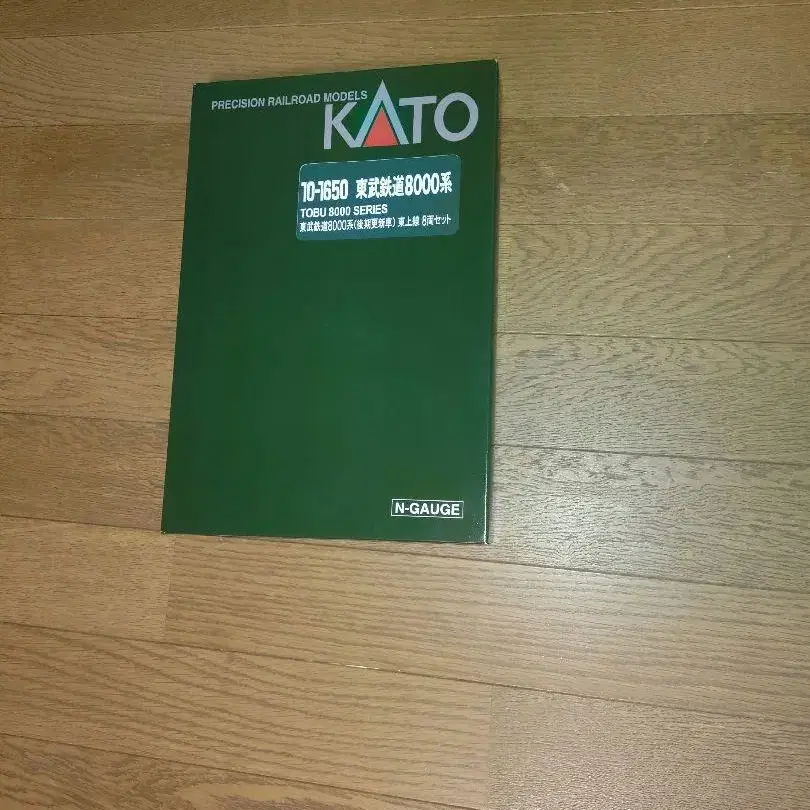 PRECISION RAILROAD MODELS
KATO
10-1650 東武鉄道8000系
TOBU 8000 SERIES
東武鉄道8000系(後期更新車) 東上線 8両セット
N-GAUGE